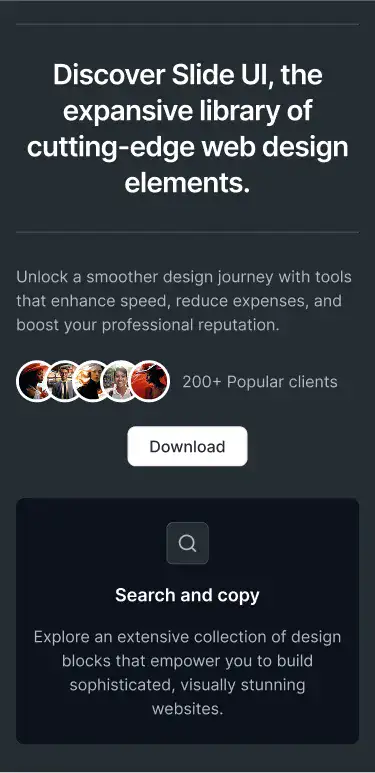 Discover Slide UI, the
expansive library of
cutting-edge web design
elements.
Unlock a smoother design journey with tools
that enhance speed, reduce expenses, and
boost your professional reputation.
200+ Popular clients
Download
Search and copy
Explore an extensive collection of design
blocks that empower you to build
sophisticated, visually stunning
websites.